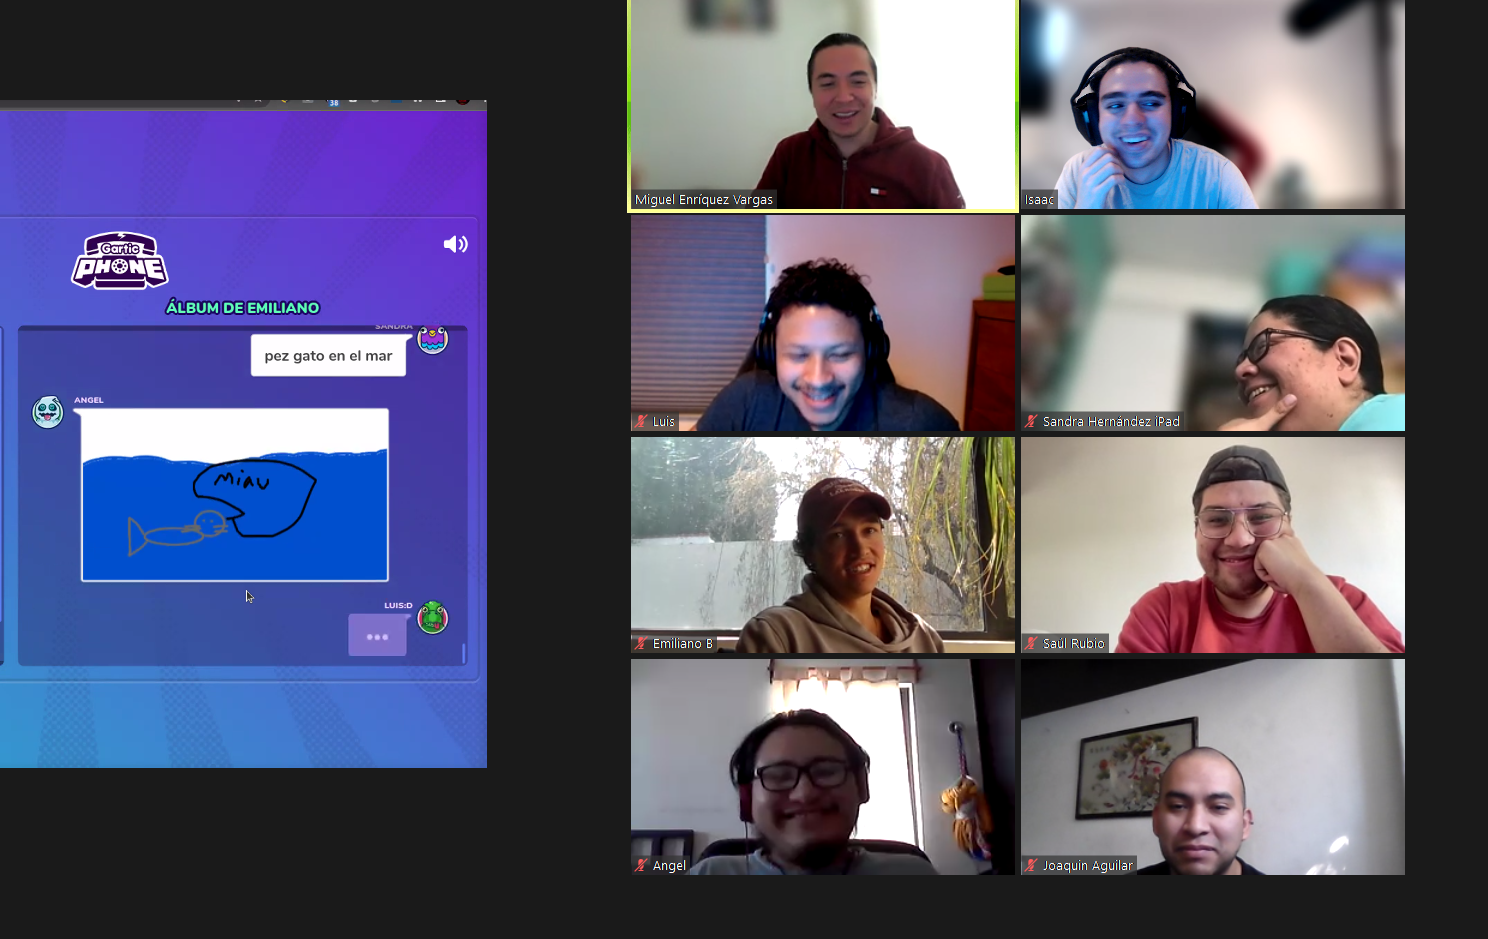 38
Gartic
PHONE
ÁLBUM DE EMILIANO
SANDRA
pez gato en el mar
ANGEL
miau
LUIS:D
...
Miguel Enríquez Vargas
Isaac
Luis
Sandra Hernández iPad
Emiliano B
Saúl Rubio
Angel
Joaquin Aguilar